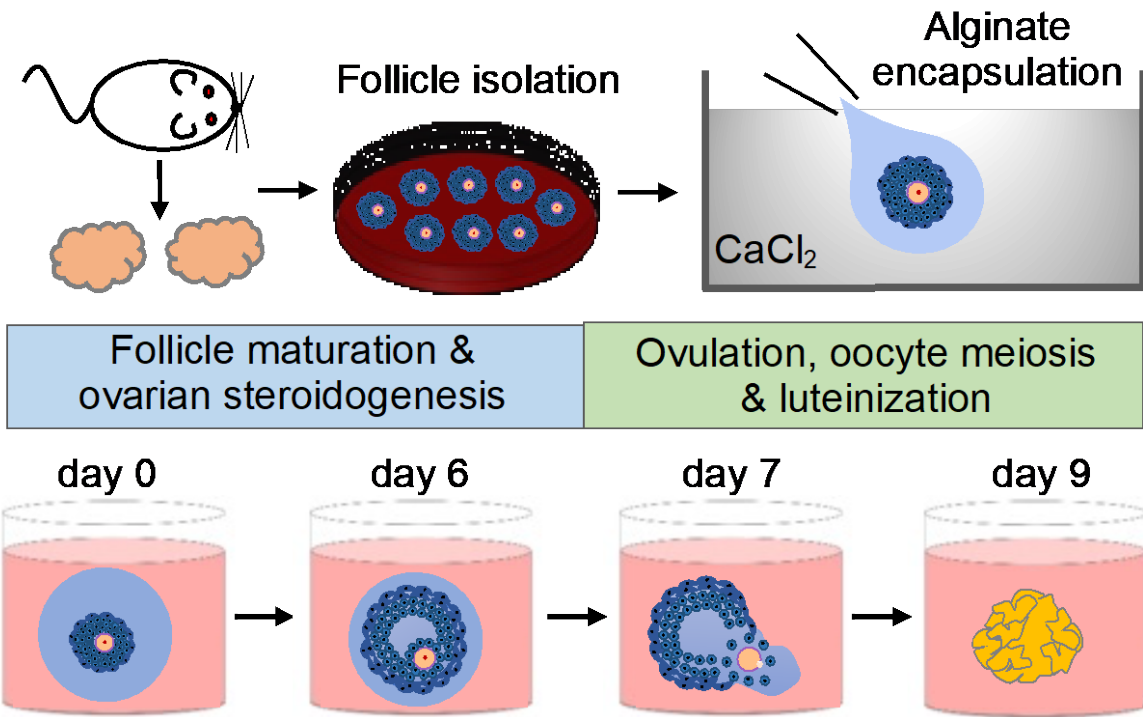 Follicle isolation
Alginate
encapsulation
CaCl₂
Follicle maturation &
ovarian steroidogenesis
Ovulation, oocyte meiosis
& luteinization
day 0
day 6
day 7
day 9